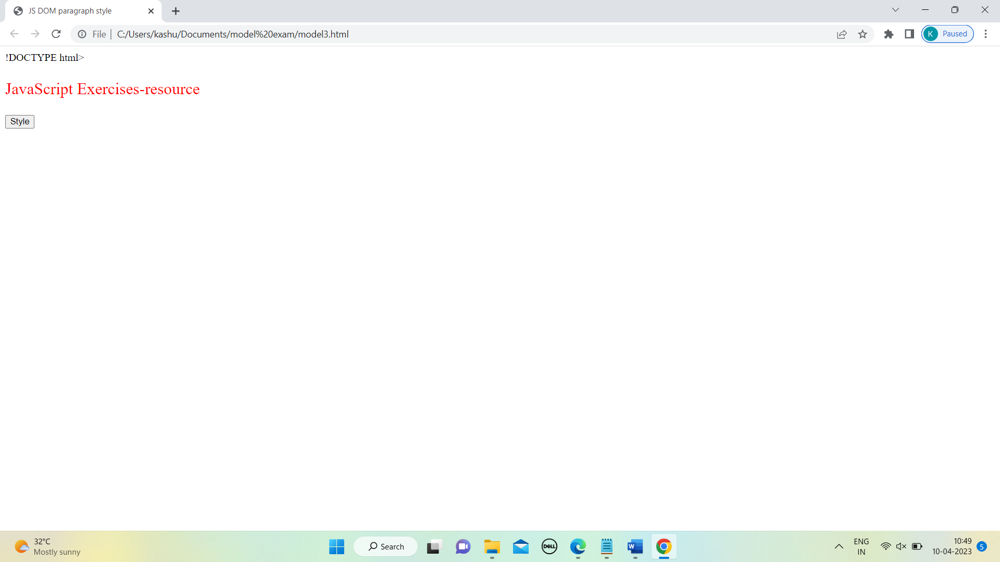 JS DOM paragraph style
File
C:/Users/kashu/Documents/model%20exam/model3.html
K Paused
!DOCTYPE html>
JavaScript Exercises-resource
Style
32°C
Mostly sunny
Search
DELL
W
ENG
IN
10:49
10-04-2023
5